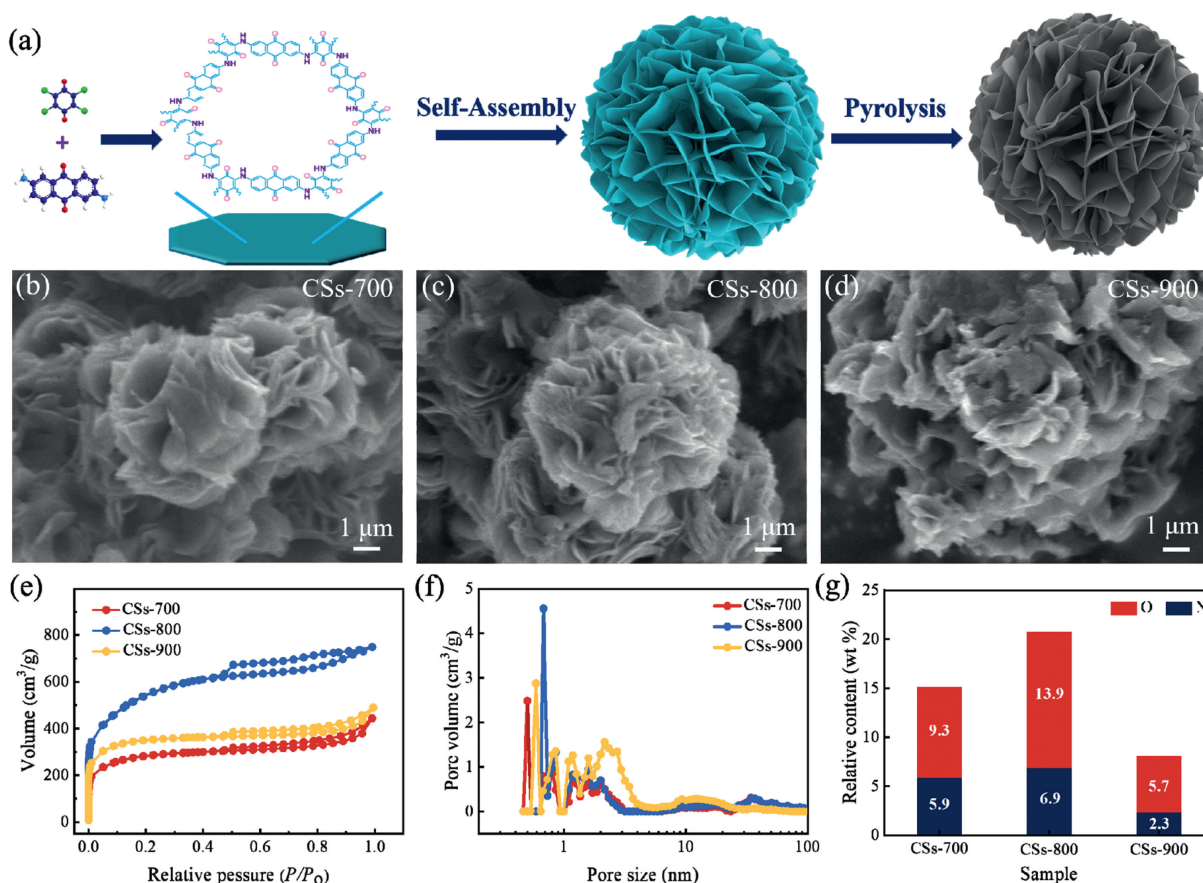 (a)
+
HN
NH
Self-Assembly
Pyrolysis
(b)
CSs-700
1 μm
(c)
CSs-800
1 μm
(d)
CSs-900
1 μm
(e)
CSs-700
CSs-800
CSs-900
Volume (cm³/g)
800
600
400
200
0
0.0 0.2 0.4 0.6 0.8 1.0
Relative pessure (P/P₀)
(f)
CSs-700
CSs-800
CSs-900
Pore volume (cm³/g)
5
4
3
2
1
0
1 10 100
Pore size (nm)
(g)
O N
Relative content (wt %)
25
20
15
10
5
0
9.3
5.9
13.9
6.9
5.7
2.3
CSs-700 CSs-800 CSs-900
Sample